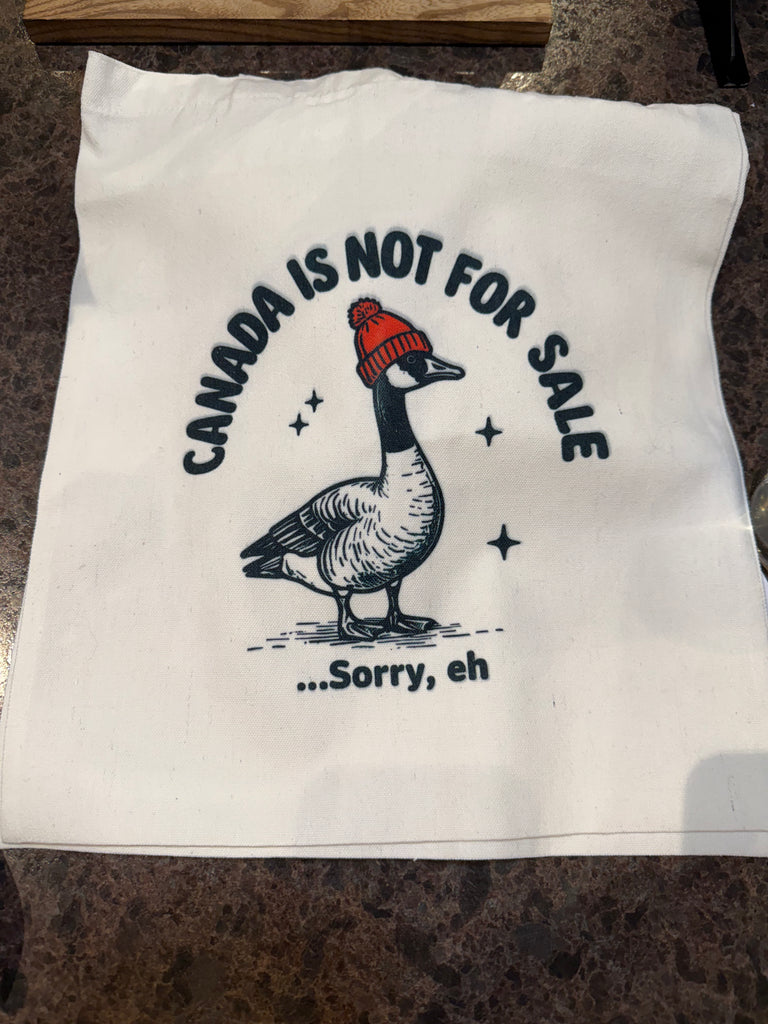 CANADA IS NOT FOR SALE
...Sorry, eh